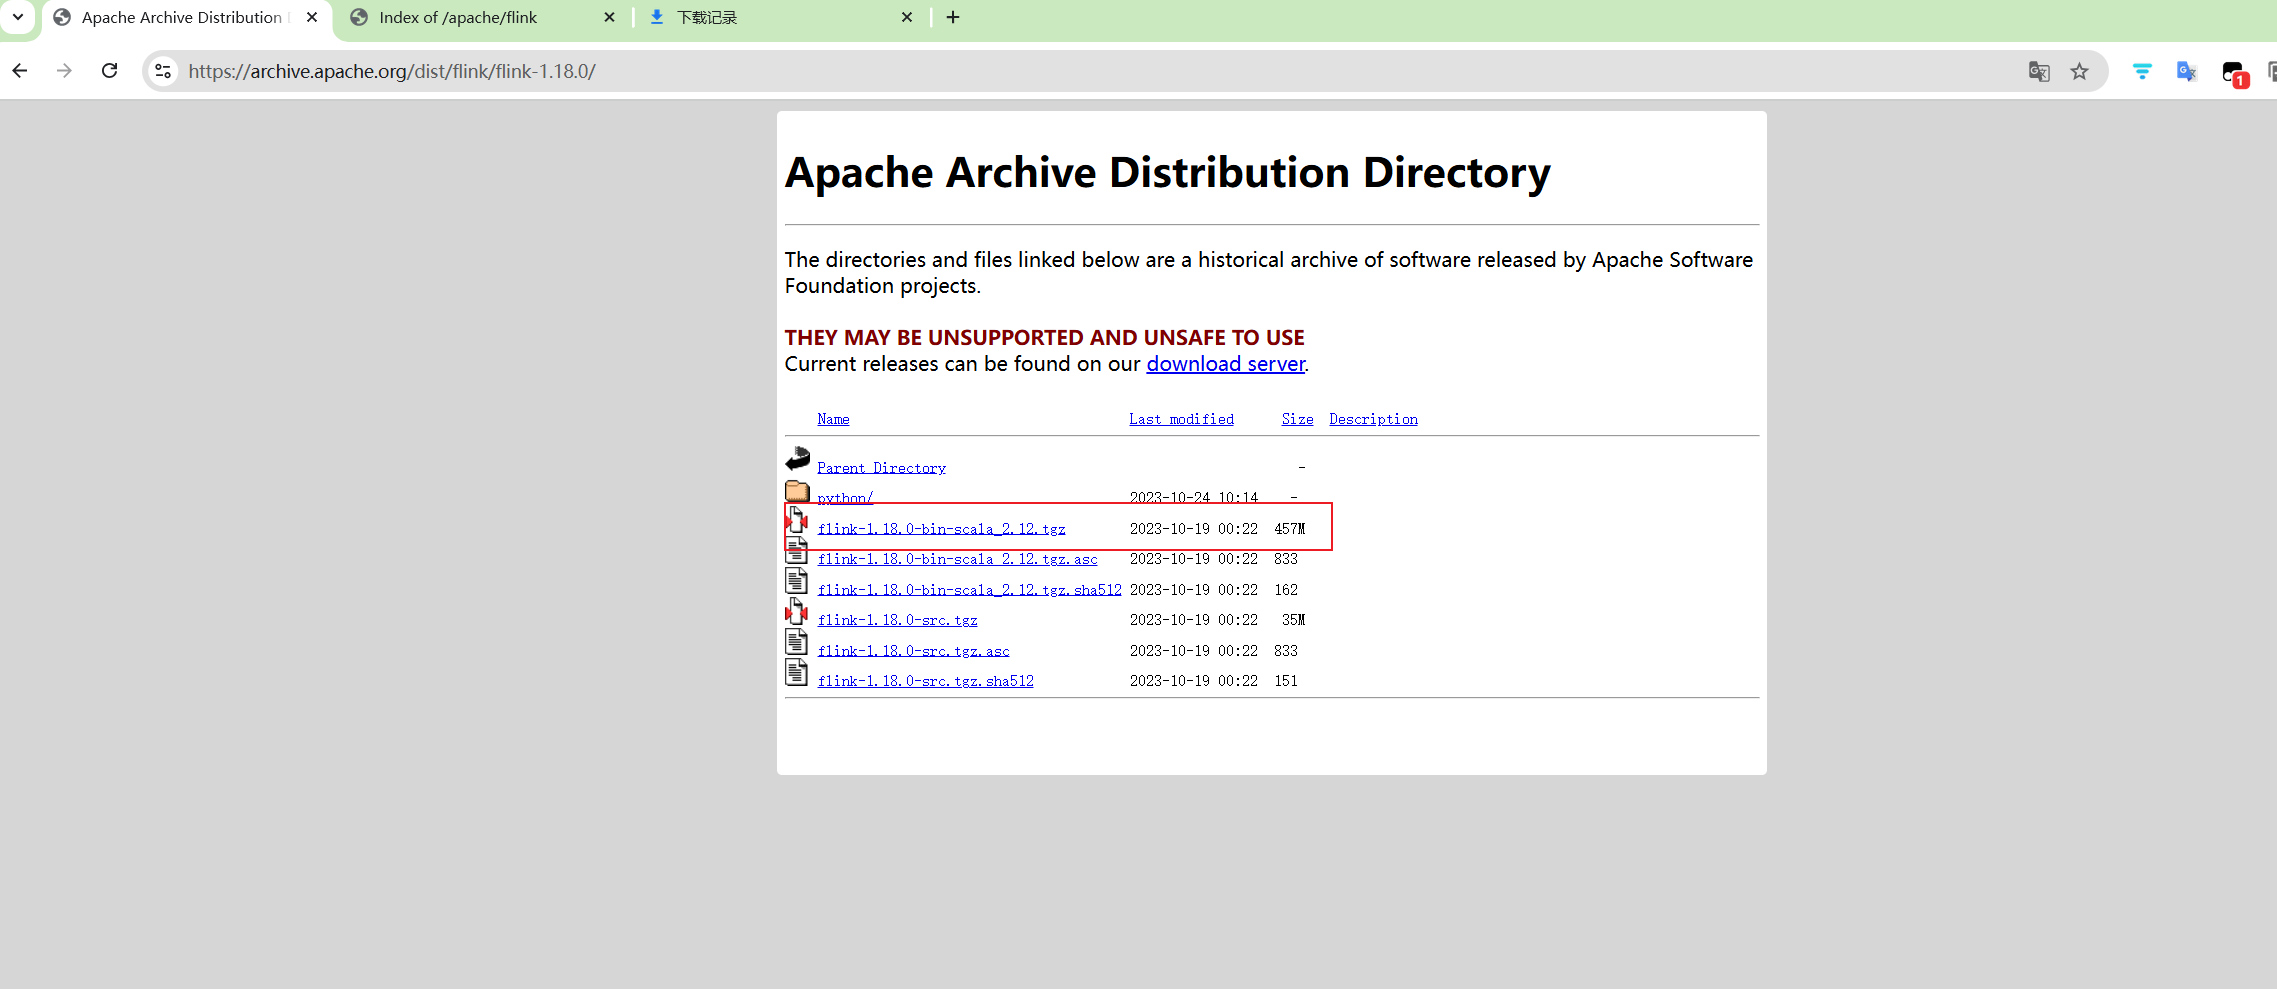 Apache Archive Distribution
Index of /apache/flink
下载记录
https://archive.apache.org/dist/flink/flink-1.18.0/
1
Apache Archive Distribution Directory
The directories and files linked below are a historical archive of software released by Apache Software
Foundation projects.
THEY MAY BE UNSUPPORTED AND UNSAFE TO USE
Current releases can be found on our download server.
Name Last modified Size Description
Parent Directory -
python/ 2023-10-24 10:14 -
flink-1.18.0-bin-scala_2.12.tgz 2023-10-19 00:22 457M
flink-1.18.0-bin-scala_2.12.tgz.asc 2023-10-19 00:22 833
flink-1.18.0-bin-scala_2.12.tgz.sha512 2023-10-19 00:22 162
flink-1.18.0-src.tgz 2023-10-19 00:22 35M
flink-1.18.0-src.tgz.asc 2023-10-19 00:22 833
flink-1.18.0-src.tgz.sha512 2023-10-19 00:22 151